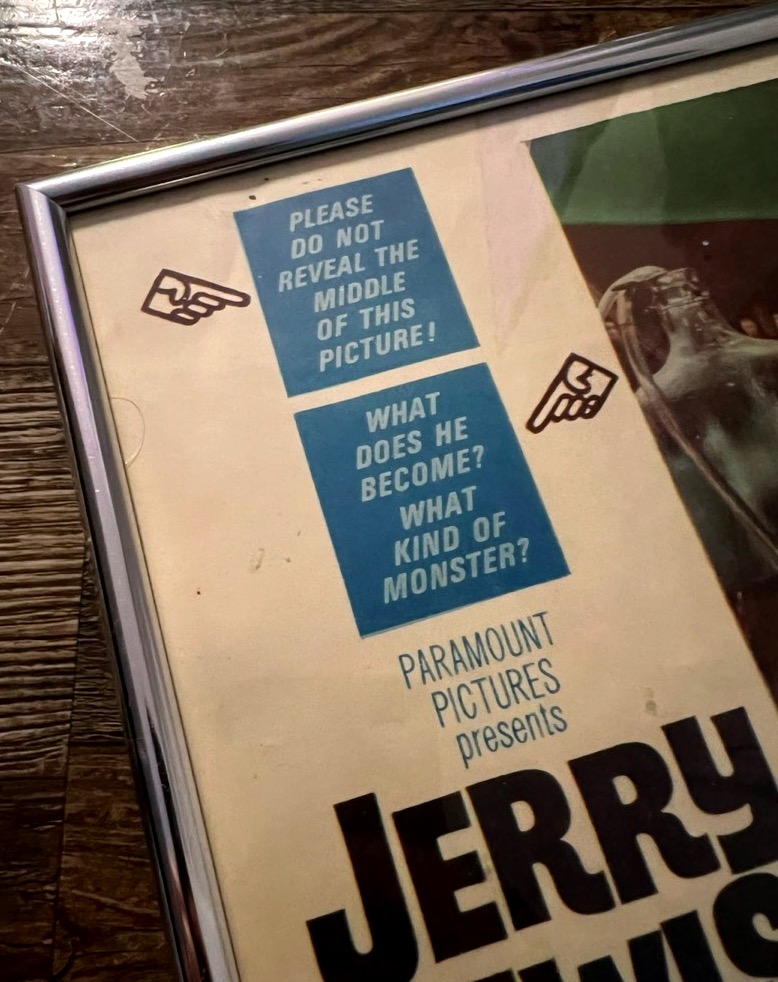 PLEASE
DO NOT
REVEAL THE
MIDDLE
OF THIS
PICTURE!
WHAT
DOES HE
BECOME?
WHAT
KIND OF
MONSTER?
PARAMOUNT
PICTURES
presents
JERRY